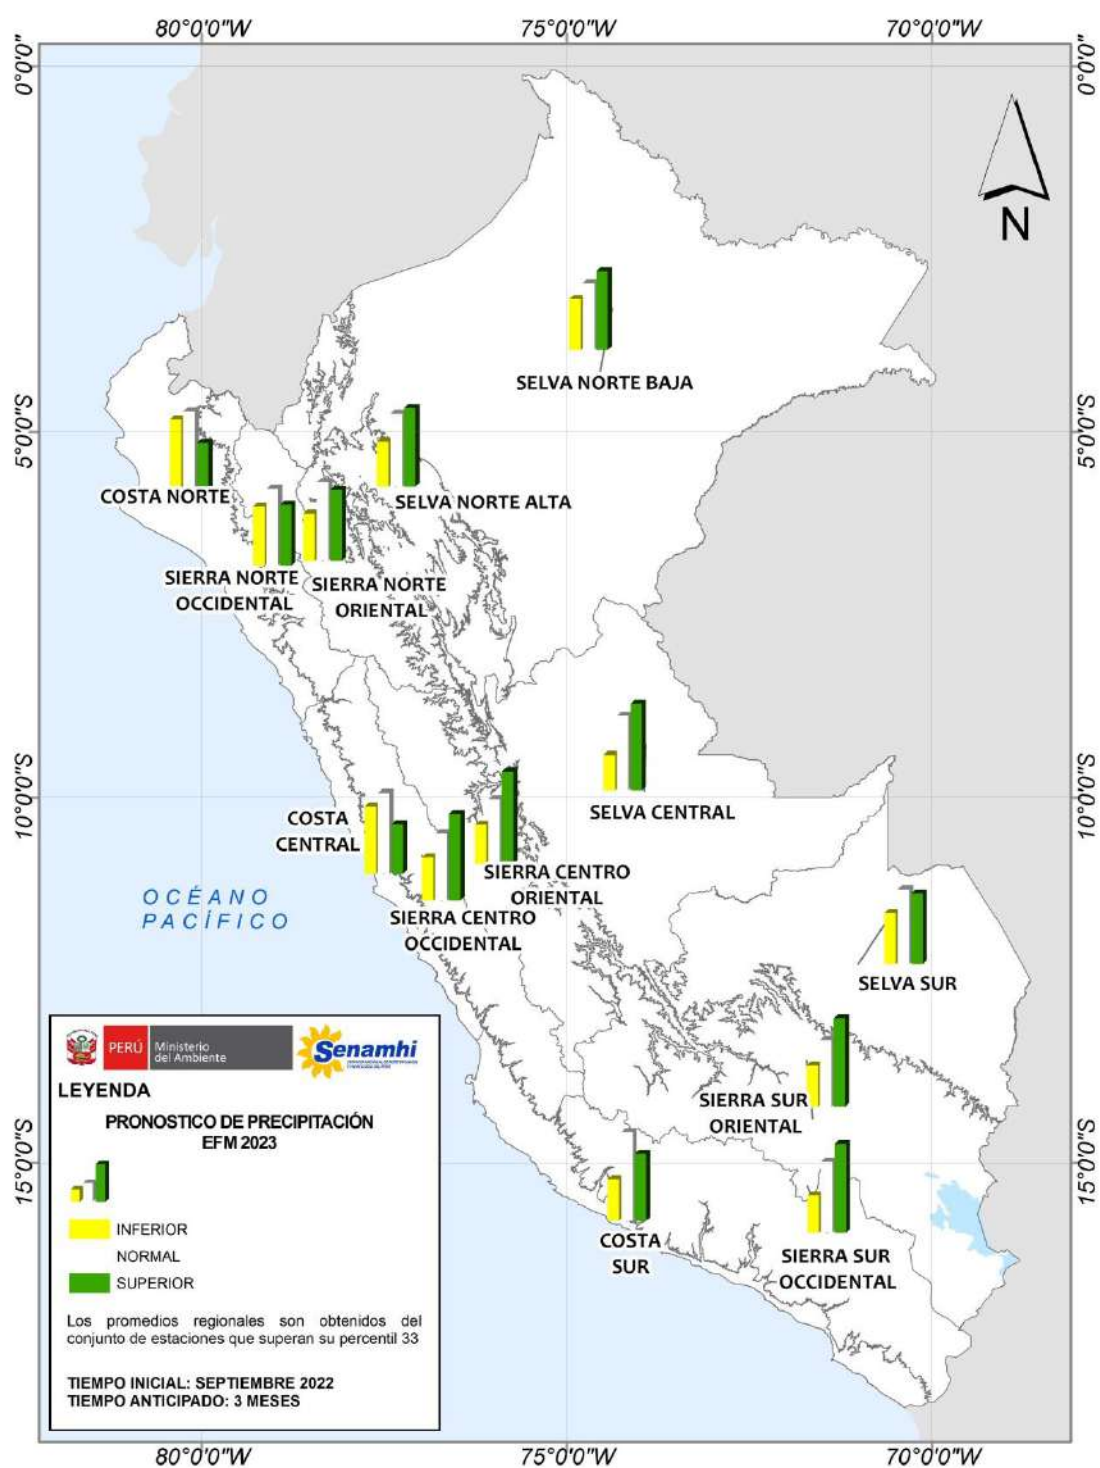 80°0'0"W
75°0'0"W
70°0'0"W
0°0'0"
0°0'0"
N
SELVA NORTE BAJA
5°0'0"S
5°0'0"S
COSTA NORTE
SELVA NORTE ALTA
SIERRA NORTE
OCCIDENTAL
SIERRA NORTE
ORIENTAL
10°0'0"S
10°0'0"S
SELVA CENTRAL
COSTA
CENTRAL
SIERRA CENTRO
ORIENTAL
SIERRA CENTRO
OCCIDENTAL
OCÉANO
PACÍFICO
SELVA SUR
SIERRA SUR
ORIENTAL
15°0'0"S
15°0'0"S
COSTA
SUR
SIERRA SUR
OCCIDENTAL
PERÚ
Ministerio
del Ambiente
Senamhi
LEYENDA
PRONOSTICO DE PRECIPITACIÓN
EFM 2023
INFERIOR
NORMAL
SUPERIOR
Los promedios regionales son obtenidos del
conjunto de estaciones que superan su percentil 33
TIEMPO INICIAL: SEPTIEMBRE 2022
TIEMPO ANTICIPADO: 3 MESES
80°0'0"W
75°0'0"W
70°0'0"W